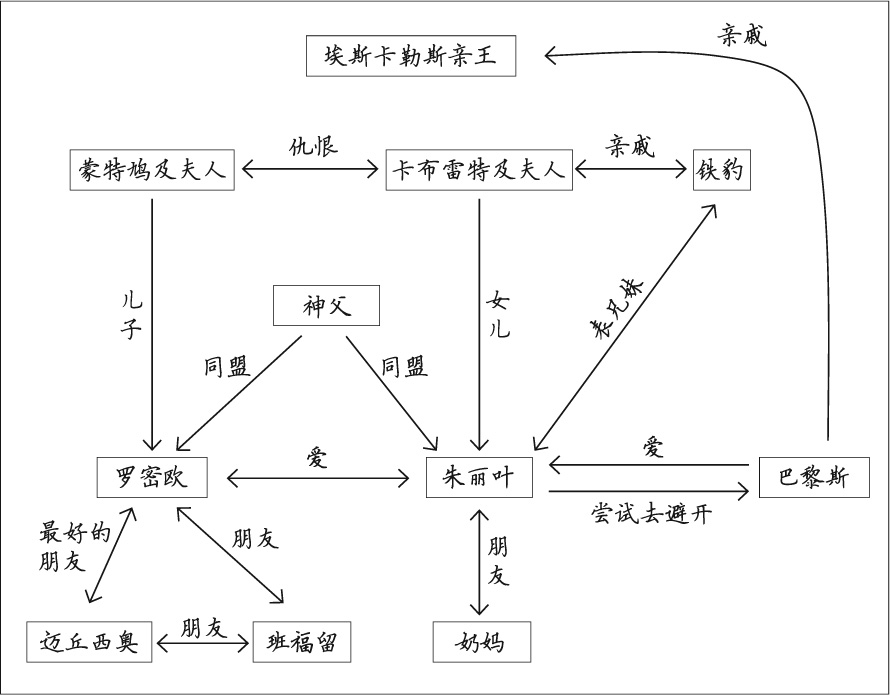 亲戚
埃斯卡勒斯亲王
仇恨
亲戚
蒙特鸠及夫人
卡布雷特及夫人
铁豹
儿
子
神父
女
儿
表兄妹
同盟
同盟
爱
爱
罗密欧
朱丽叶
巴黎斯
尝试去避开
最好的
朋友
朋友
朋
友
朋友
迈丘西奥
班福留
奶妈